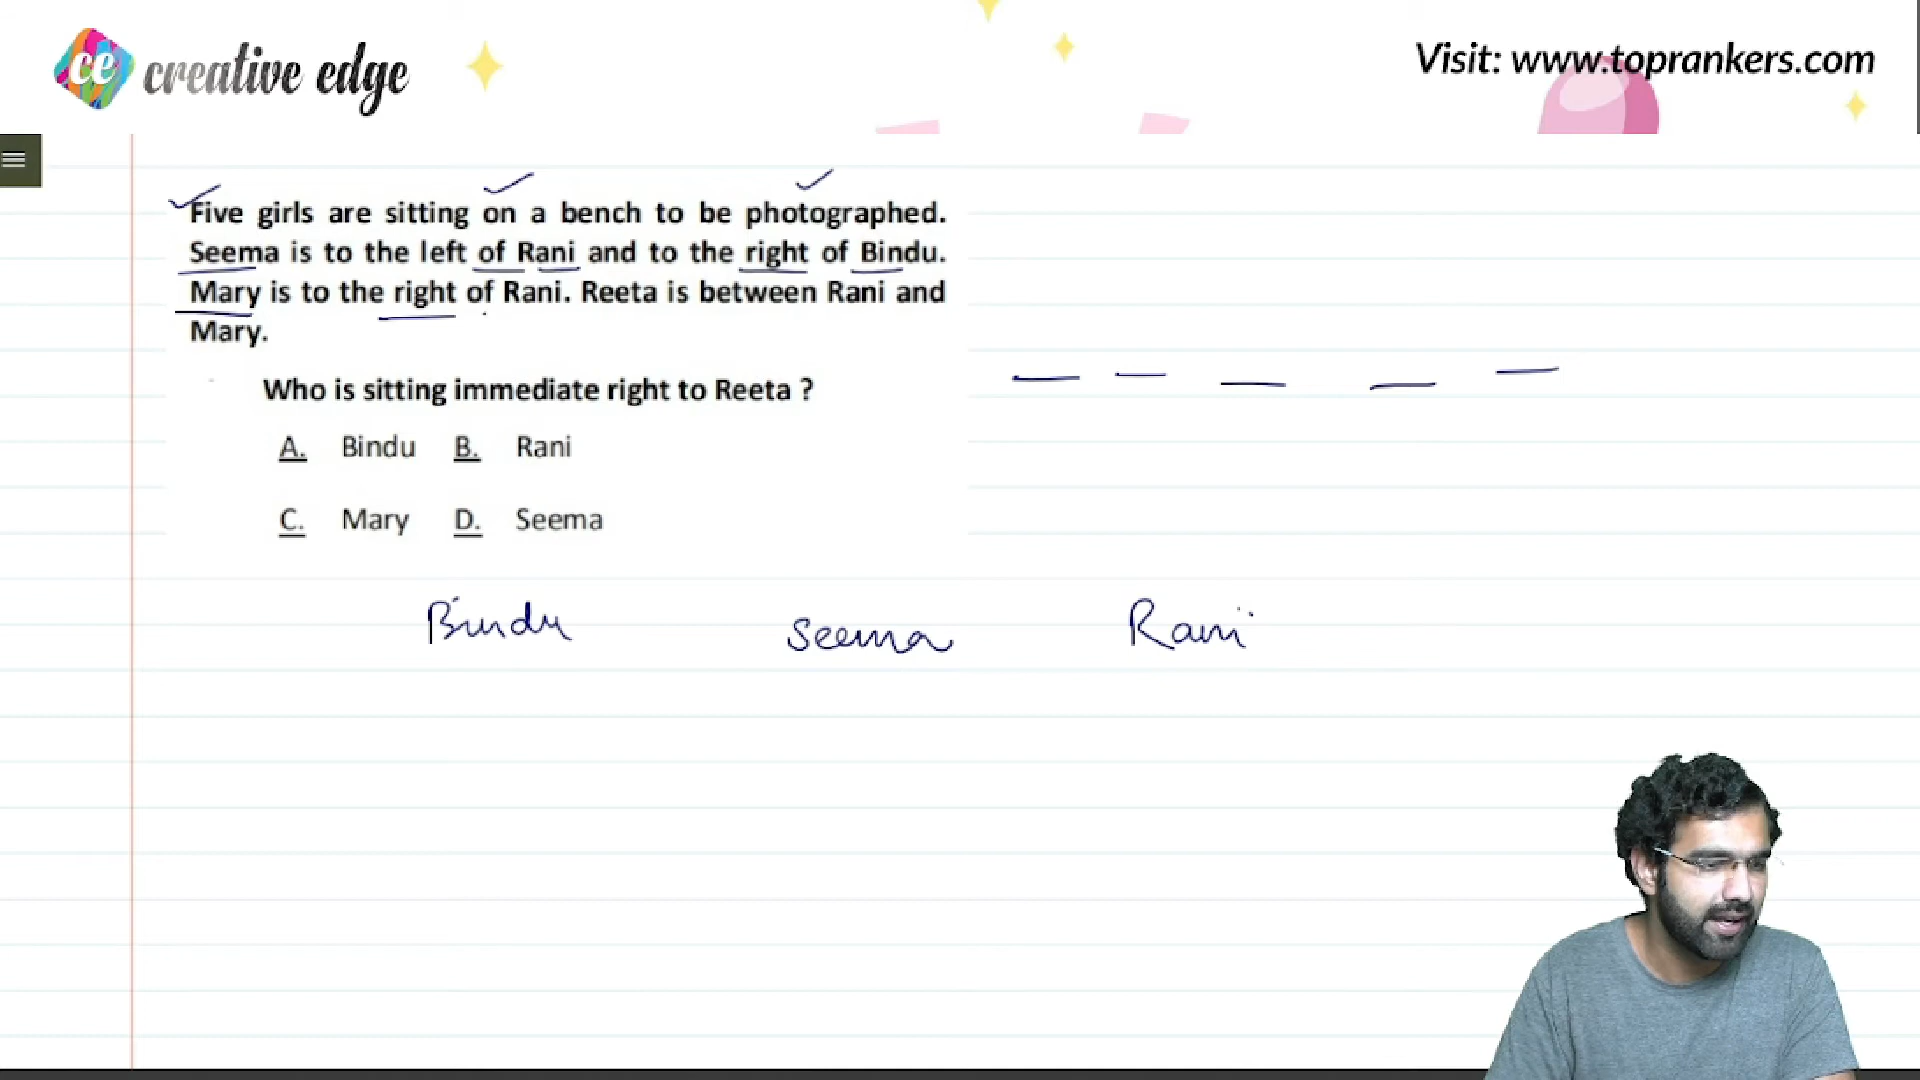 ce creative edge
Visit: www.toprankers.com
Five girls are sitting on a bench to be photographed.
Seema is to the left of Rani and to the right of Bindu.
Mary is to the right of Rani. Reeta is between Rani and
Mary.
Who is sitting immediate right to Reeta ?
A. Bindu B. Rani
C. Mary D. Seema
Bindu Seema Rani